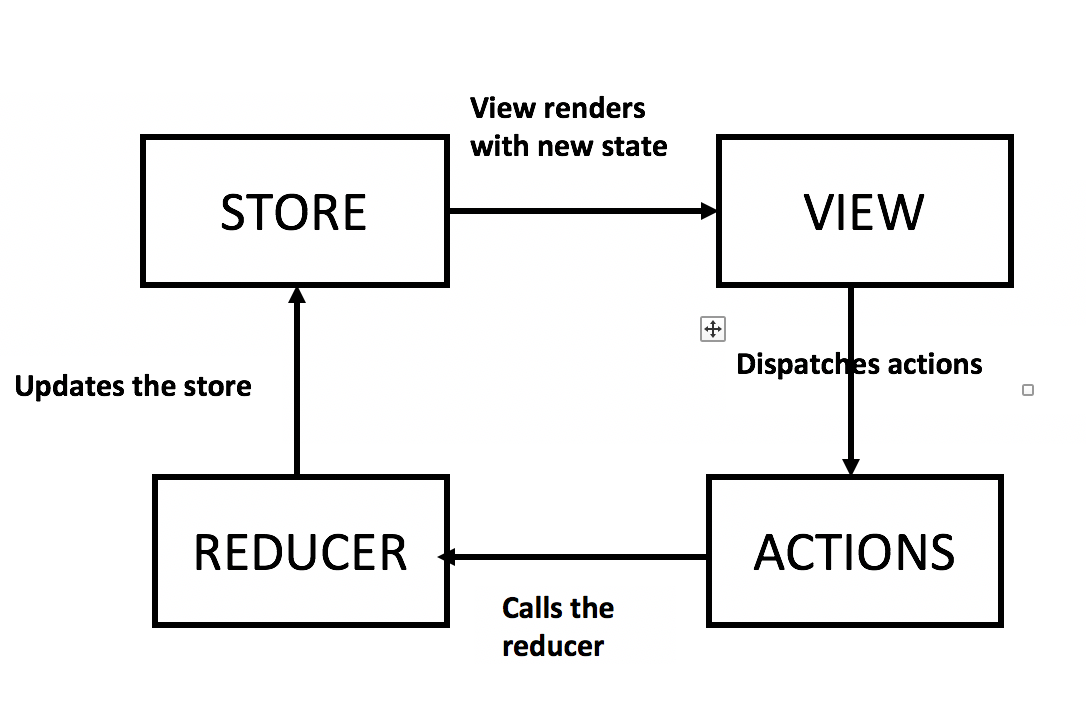 View renders
with new state
STORE
VIEW
Dispatches actions
Updates the store
REDUCER
ACTIONS
Calls the
reducer